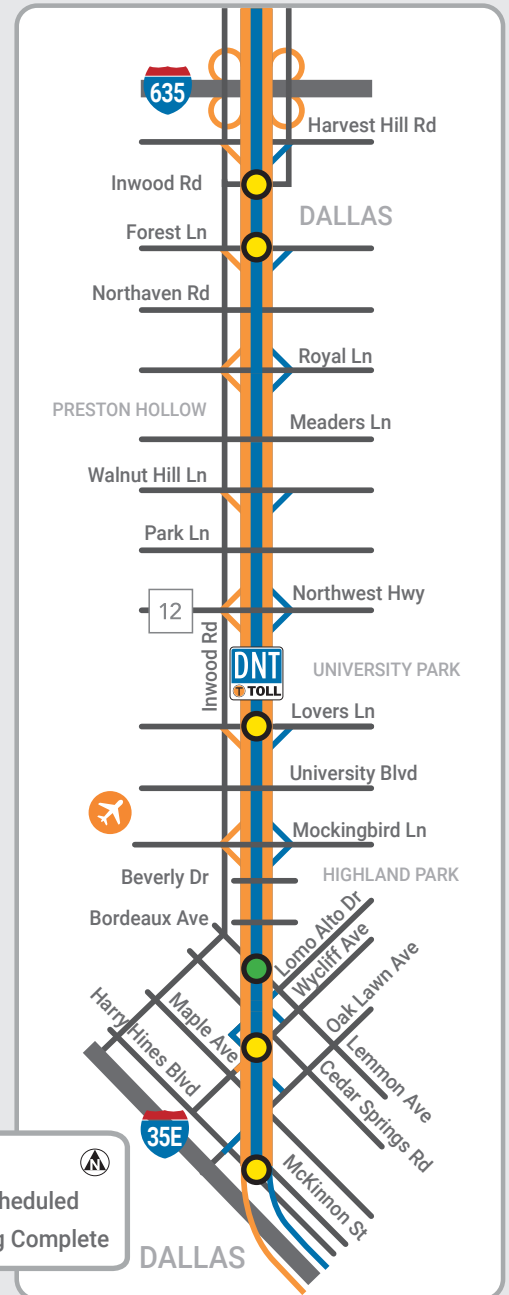 635
Harvest Hill Rd
Inwood Rd
DALLAS
Forest Ln
Northaven Rd
Royal Ln
PRESTON HOLLOW
Meaders Ln
Walnut Hill Ln
Park Ln
Northwest Hwy
12
Inwood Rd
DNT
T TOLL
UNIVERSITY PARK
Lovers Ln
University Blvd
Mockingbird Ln
Beverly Dr
HIGHLAND PARK
Bordeaux Ave
Lomo Alto Dr
Wycliff Ave
Oak Lawn Ave
Maple Ave
Harry Hines Blvd
Lemmon Ave
Cedar Springs Rd
35E
McKinnon St
N
Complete
DALLAS